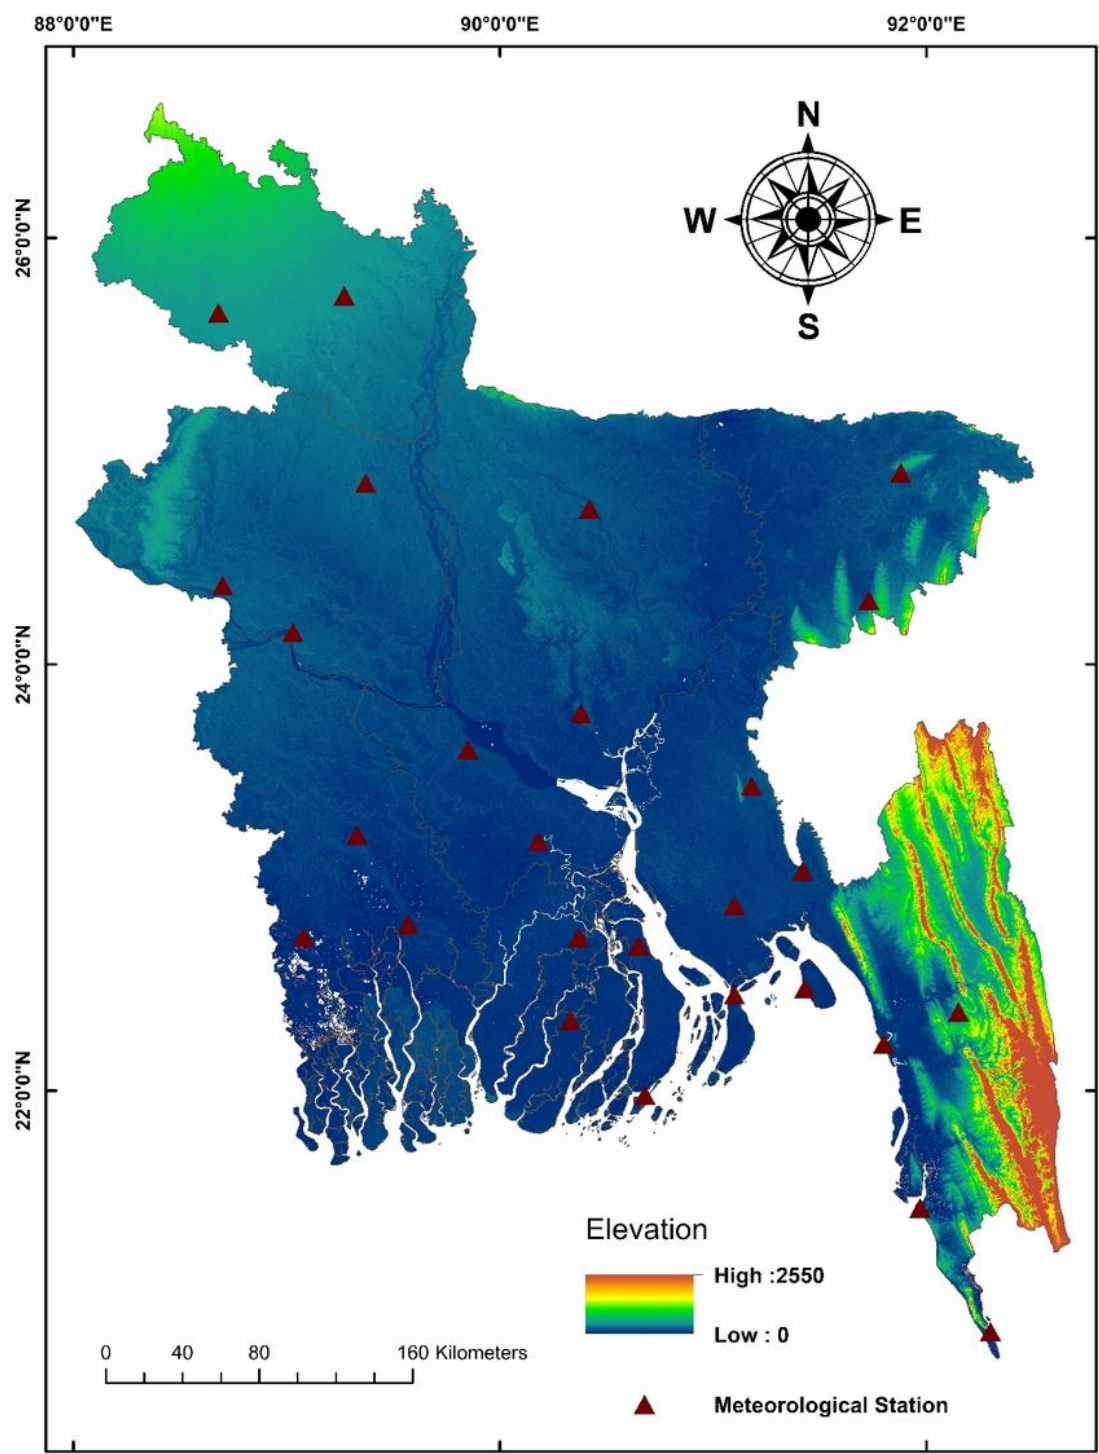 88°0'0"E 90°0'0"E 92°0'0"E
N
W E
S
26°0'0"N
24°0'0"N
22°0'0"N
Elevation
High :2550
Low : 0
0 40 80 160 Kilometers
Meteorological Station